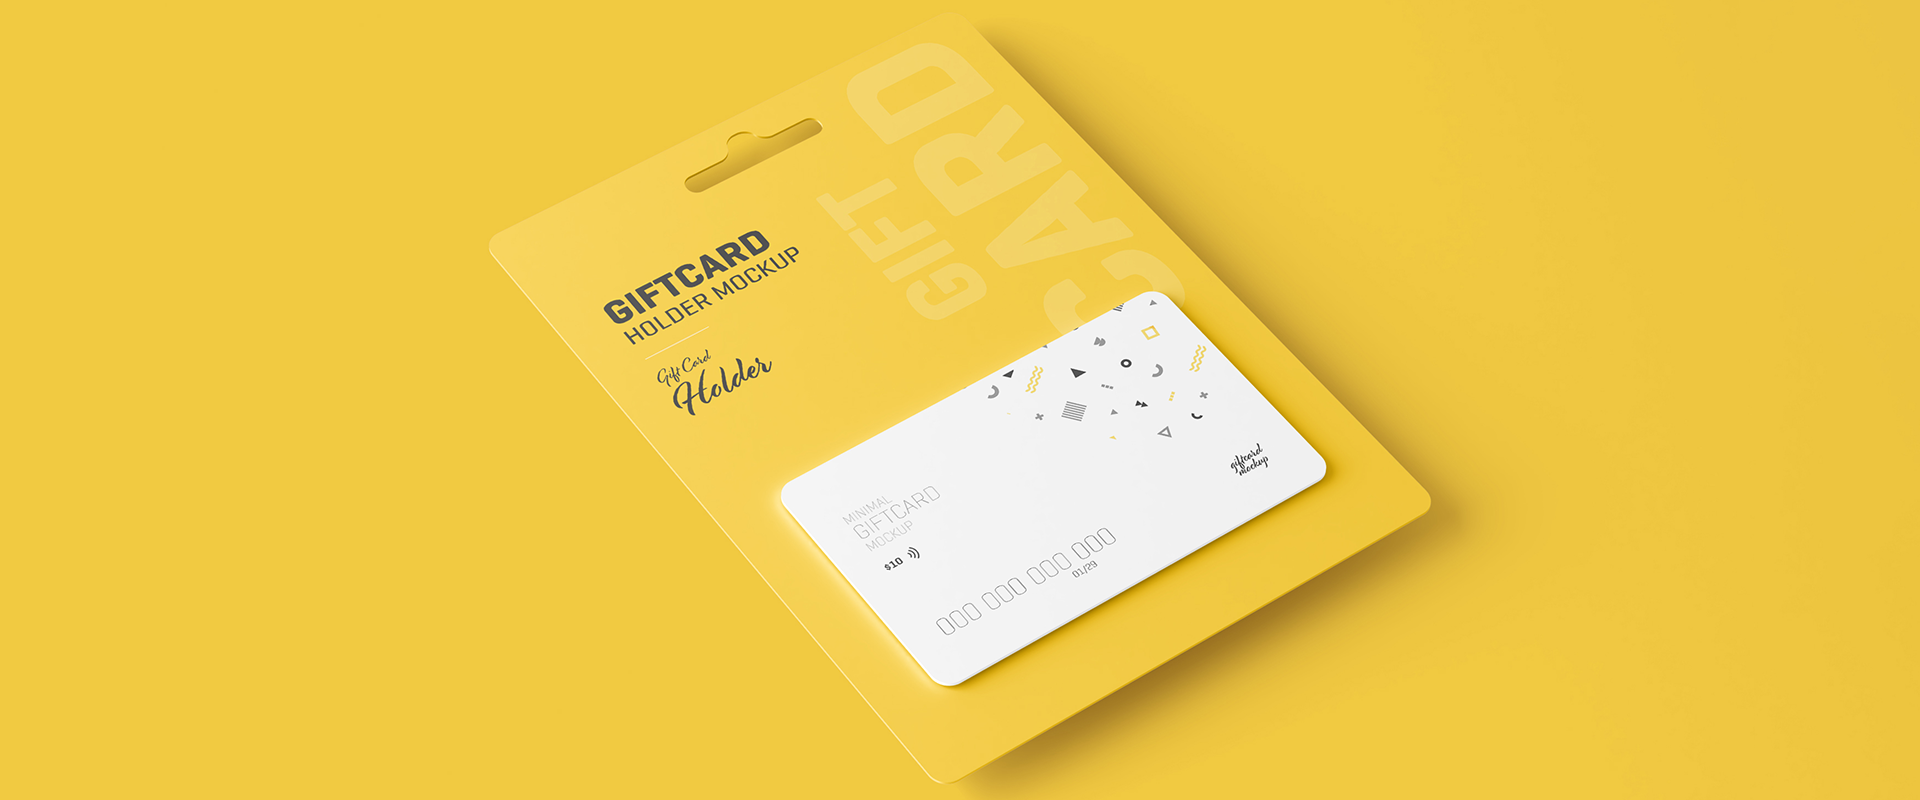 GIFT
CARD
GIFTCARD
HOLDER MOCKUP
Gift Card
Holder
MINIMAL
GIFTCARD
MOCKUP
$10
000 000 000 000
01/29
giftcard
mockup